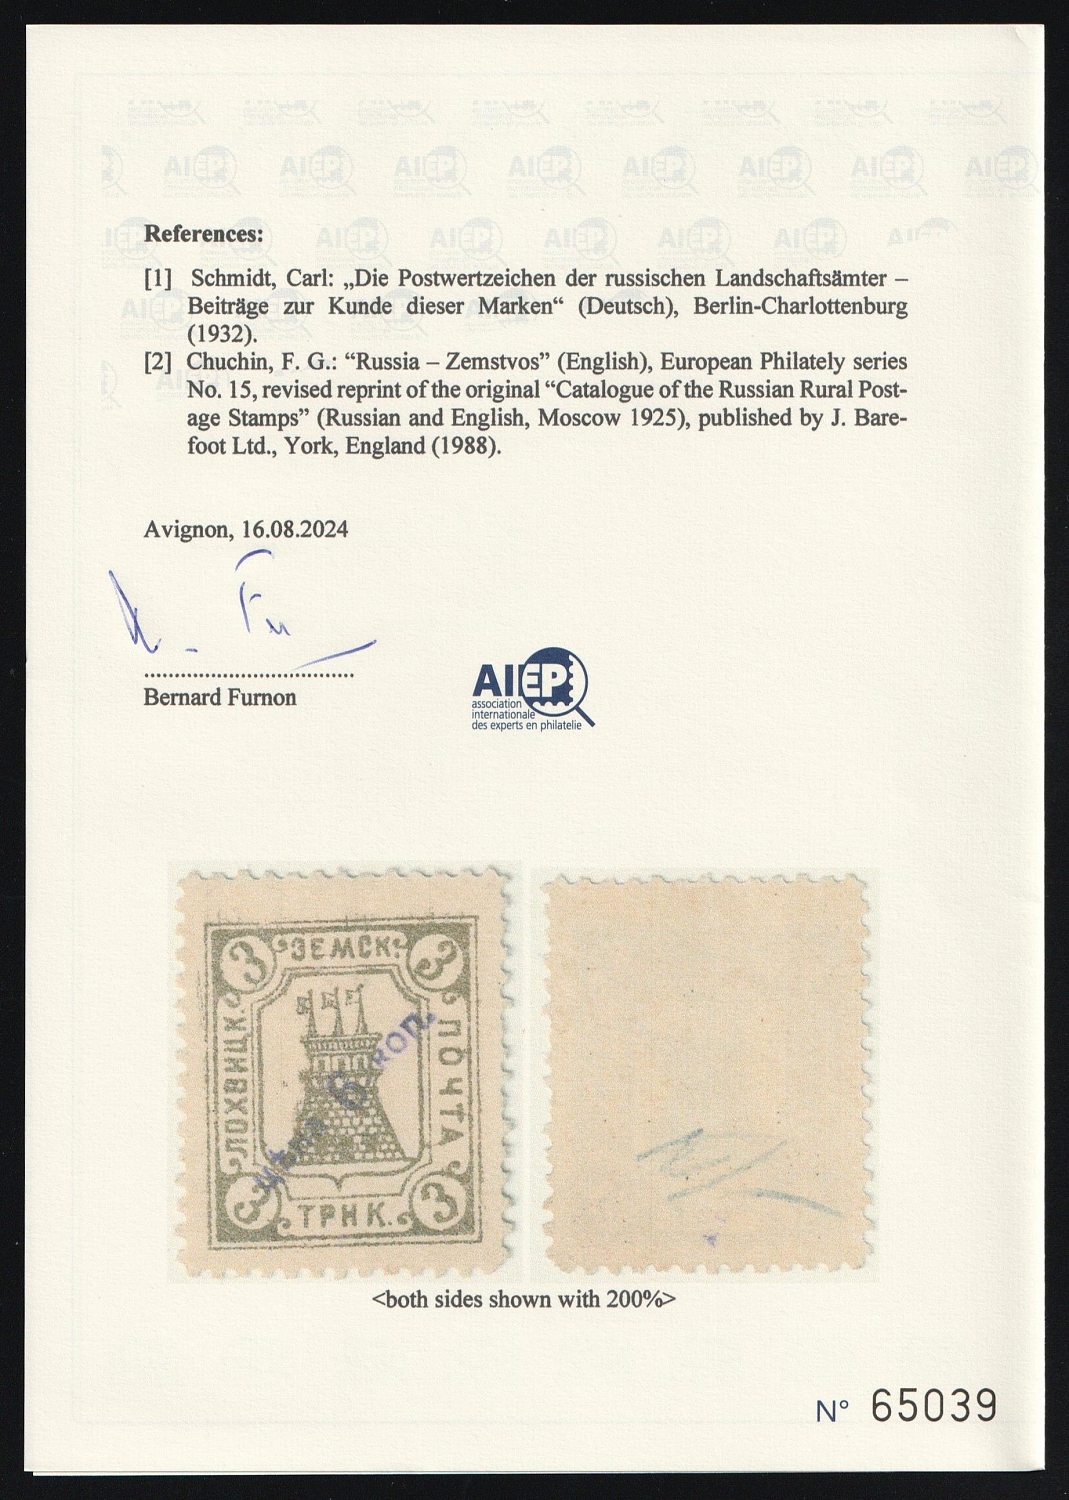 References:
[1] Schmidt, Carl: „Die Postwertzeichen der russischen Landschaftsämter –
Beiträge zur Kunde dieser Marken“ (Deutsch), Berlin-Charlottenburg
(1932).
[2] Chuchin, F. G.: “Russia – Zemstvos” (English), European Philately series
No. 15, revised reprint of the original “Catalogue of the Russian Rural Post-
age Stamps” (Russian and English, Moscow 1925), published by J. Bare-
foot Ltd., York, England (1988).
Avignon, 16.08.2024
Bernard Furnon
AIEP
association
internationale
des experts en philatelie
3 ЗЕМСК: 3
ЛОХВИЦК.
ПОЧТА
цѣна 6 коп.
3 ТРИ К. 3
<both sides shown with 200%>
N° 65039